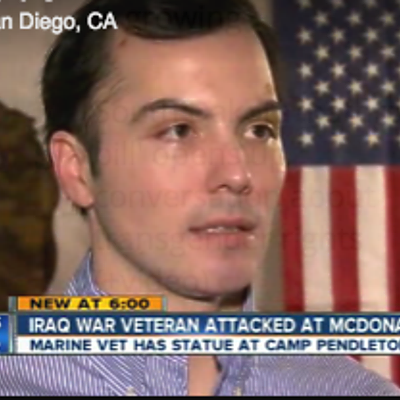 an Diego, CA
NEW AT 6:00
IRAQ WAR VETERAN ATTACKED AT MCDONA
MARINE VET HAS STATUE AT CAMP PENDLETO